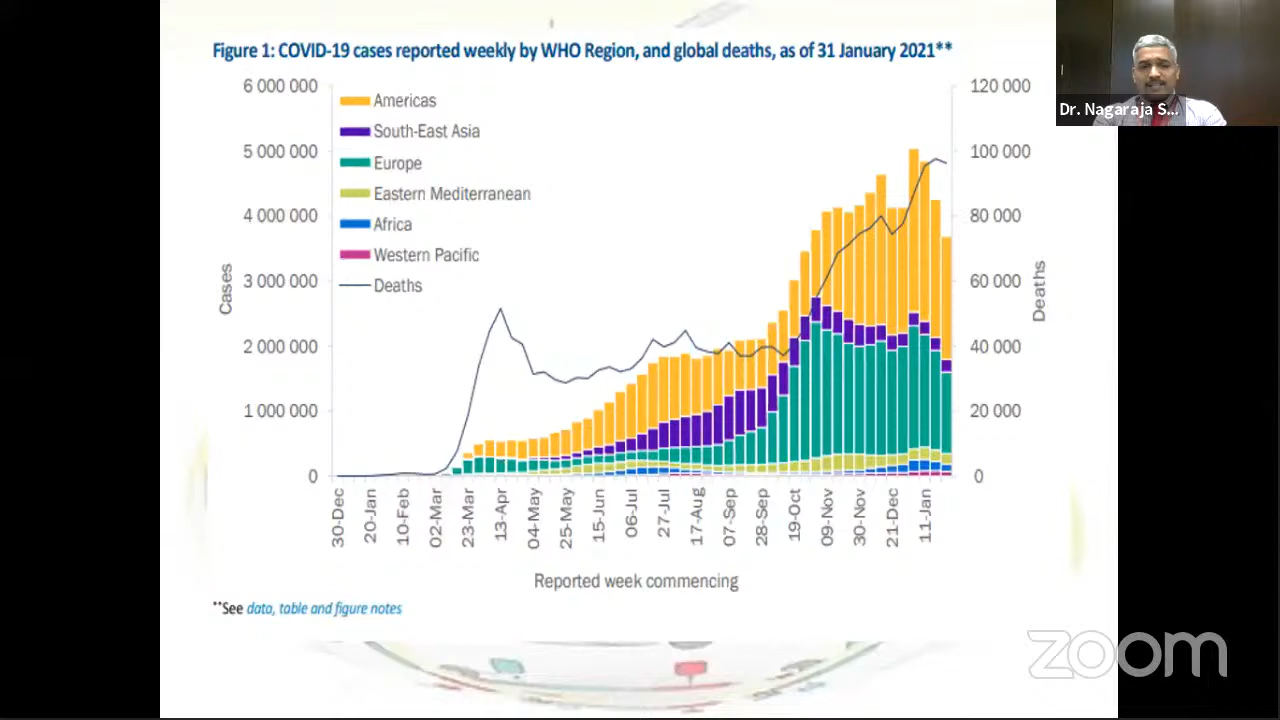 Figure 1: COVID-19 cases reported weekly by WHO Region, and global deaths, as of 31 January 2021**
Dr. Nagaraja S...
6 000 000
5 000 000
4 000 000
3 000 000
2 000 000
1 000 000
0
Cases
Americas
South-East Asia
Europe
Eastern Mediterranean
Africa
Western Pacific
Deaths
120 000
100 000
80 000
60 000
40 000
20 000
0
Deaths
30-Dec
20-Jan
10-Feb
02-Mar
23-Mar
13-Apr
04-May
25-May
15-Jun
06-Jul
27-Jul
17-Aug
07-Sep
28-Sep
19-Oct
09-Nov
30-Nov
21-Dec
11-Jan
Reported week commencing
**See data, table and figure notes
zoom